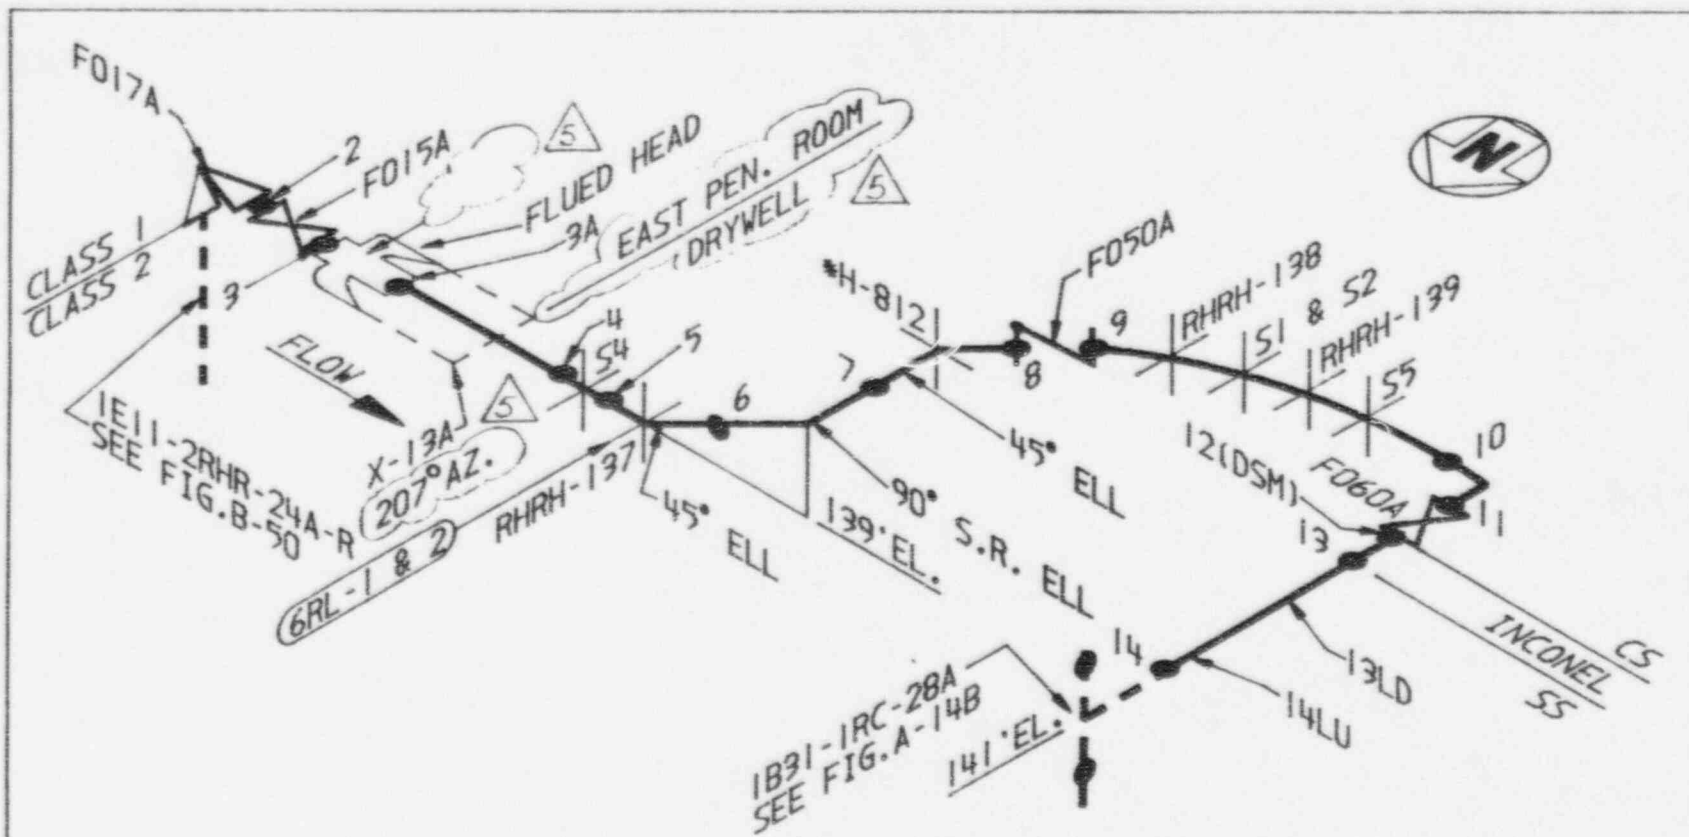 F017A
2
F015A
5
FLUED HEAD
3A
EAST PEN. ROOM
DRYWELL
5
N
CLASS 1
CLASS 2
3
FLOW
1E11-2RHR-24A-R
SEE FIG.B-50
X-13A
5
207° AZ.
6RL-1 & 2
RHRH-137
4
S4
5
6
45° ELL
139'EL.
7
*H-812
8
F050A
9
RHRH-138
S1 & S2
RHRH-139
S5
10
11
45° ELL
90° S.R. ELL
12(DSM)
F060A
13
14
13LD
14LU
CS
INCONEL
SS
1B31-1RC-28A
SEE FIG.A-14B
141'EL.